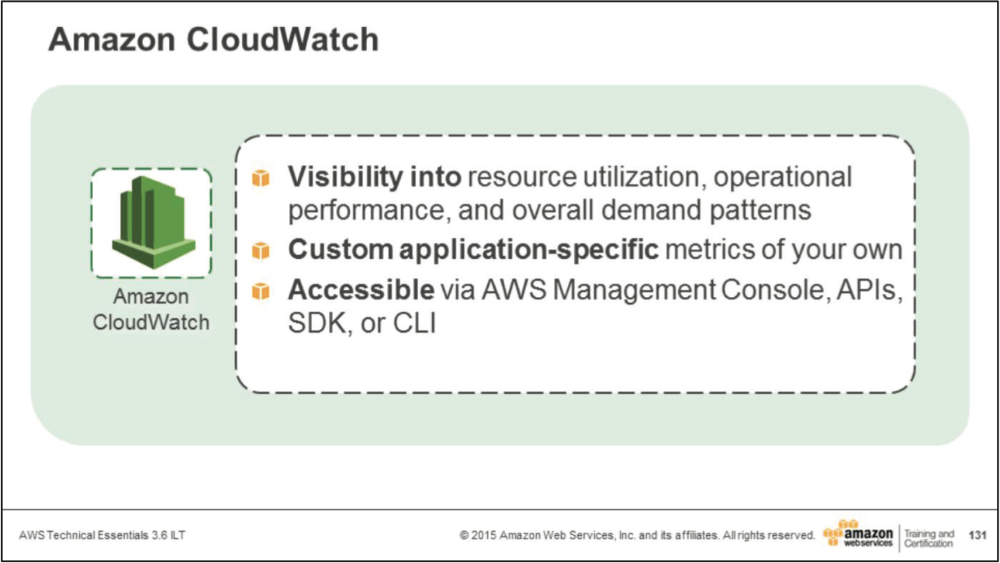 Amazon CloudWatch
Visibility into resource utilization, operational
performance, and overall demand patterns
Custom application-specific metrics of your own
Accessible via AWS Management Console, APIs,
SDK, or CLI
Amazon
CloudWatch
AWS Technical Essentials 3.6 ILT
© 2015 Amazon Web Services, Inc. and its affiliates. All rights reserved.
amazon
webservices
Training and
Certification
131